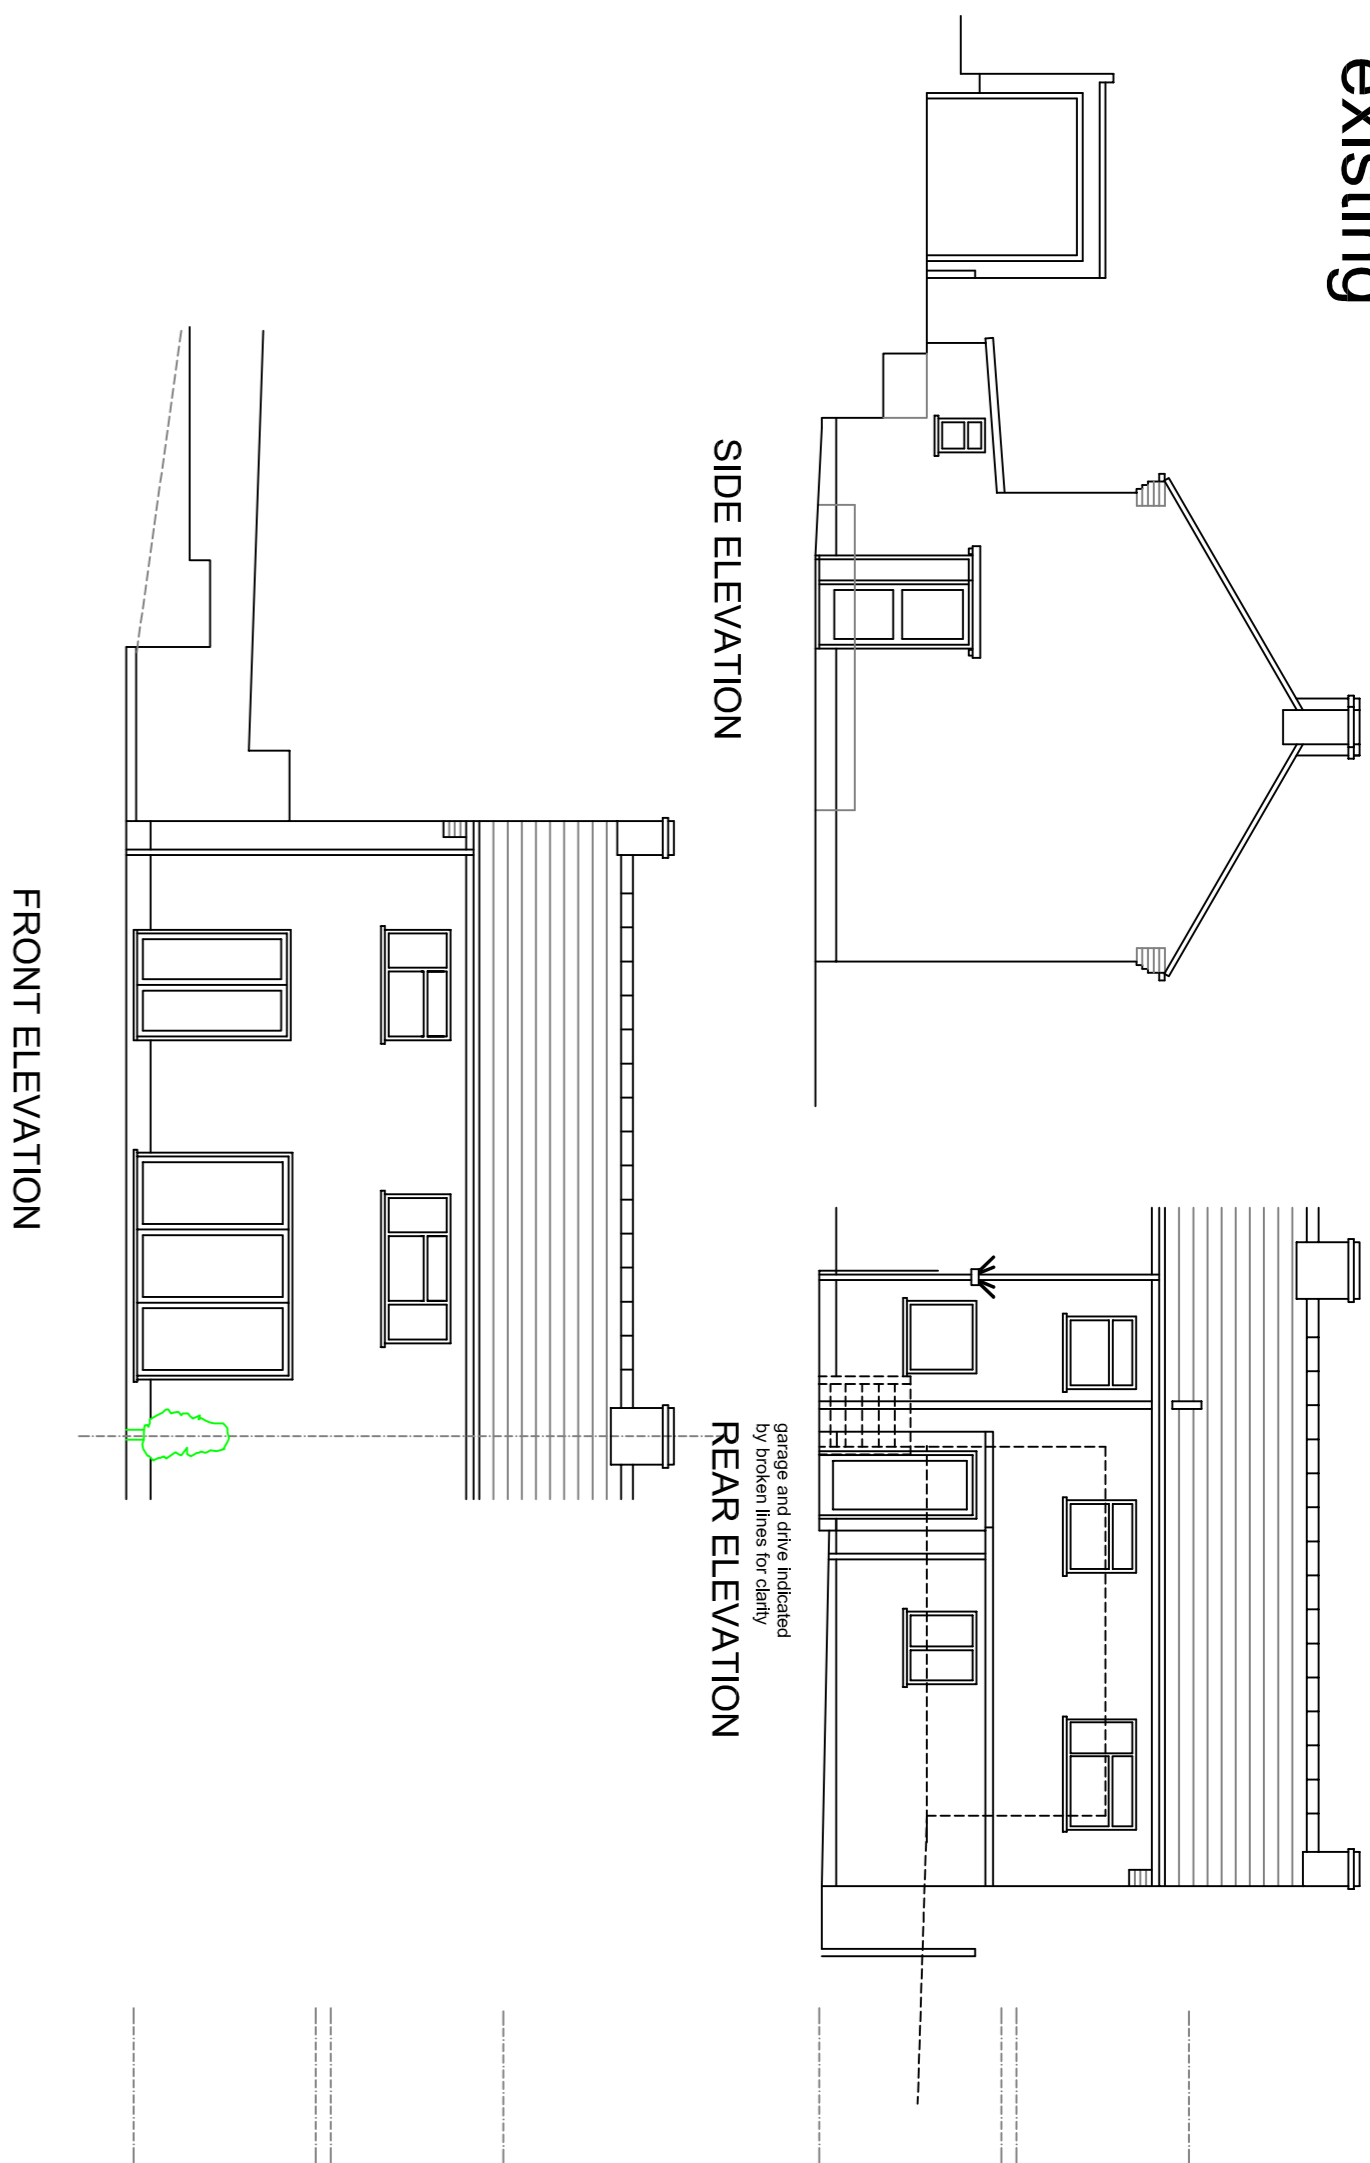 existing
SIDE ELEVATION
garage and drive indicated
by broken lines for clarity
REAR ELEVATION
FRONT ELEVATION